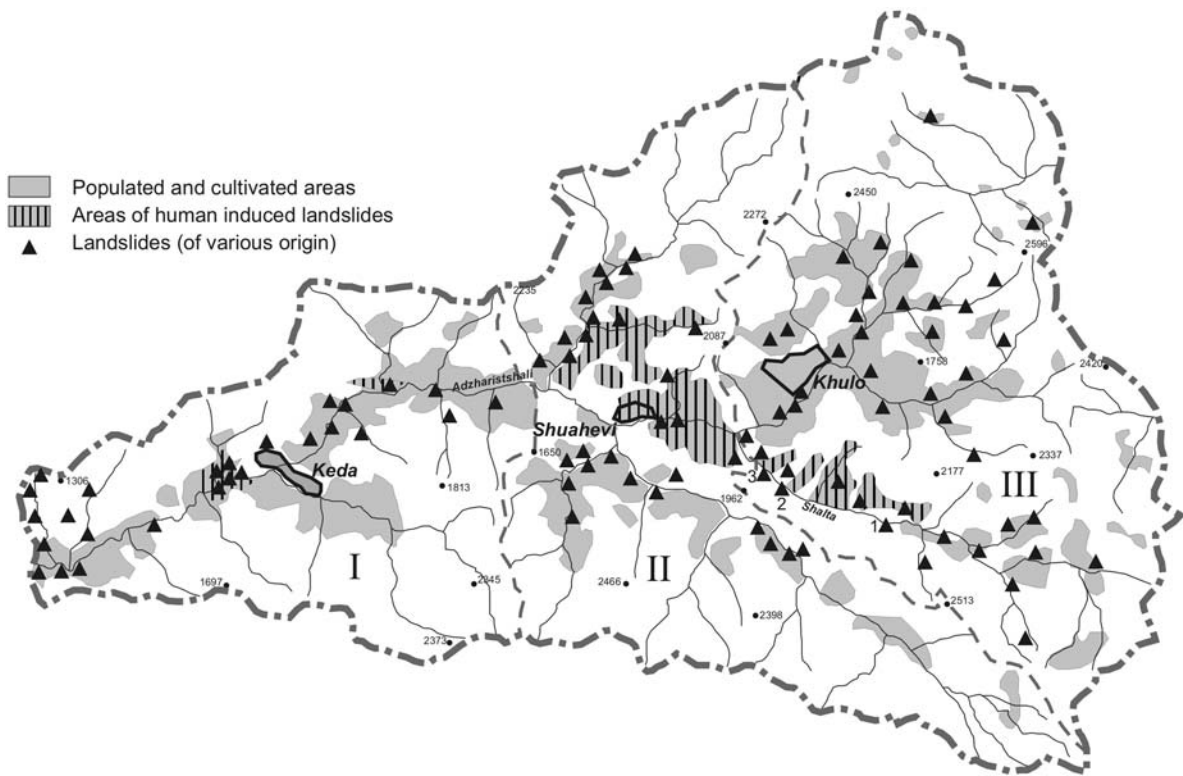 Populated and cultivated areas
Areas of human induced landslides
Landslides (of various origin)
2450
2272
2596
2235
2087
1758
2420
Adzharistshali
Khulo
Shuahevi
1650
Keda
1306
1813
1962
3
2
Shalta
1
2177
2337
III
I
II
1697
2345
2466
2398
2513
2373